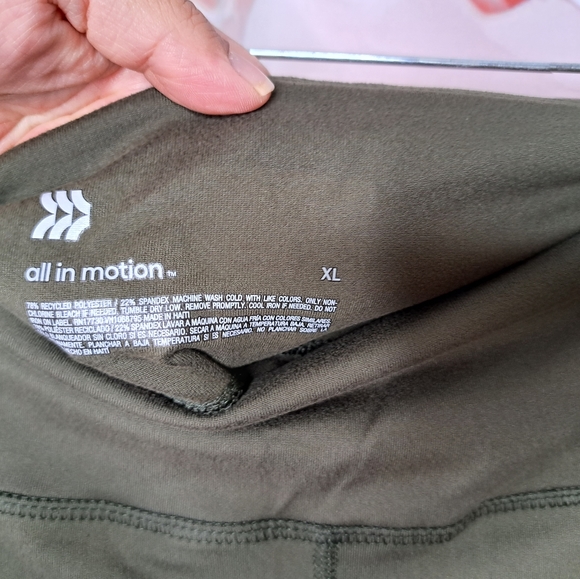 all in motion™
XL
78% RECYCLED POLYESTER / 22% SPANDEX. MACHINE WASH COLD WITH LIKE COLORS. ONLY NON-
CHLORINE BLEACH IF NEEDED. TUMBLE DRY LOW. REMOVE PROMPTLY. COOL IRON IF NEEDED. DO NOT
IRON ON LABEL. MADE IN HAITI
POLIÉSTER RECICLADO / 22% SPANDEX LAVAR A MÁQUINA CON AGUA FRÍA CON COLORES SIMILARES.
BLANQUEADOR SIN CLORO SI ES NECESARIO. SECAR A MÁQUINA A TEMPERATURA BAJA. RETIRAR
PLANCHAR A BAJA TEMPERATURA SI ES NECESARIO. NO PLANCHAR SOBRE LA
HECHO EN HAITI